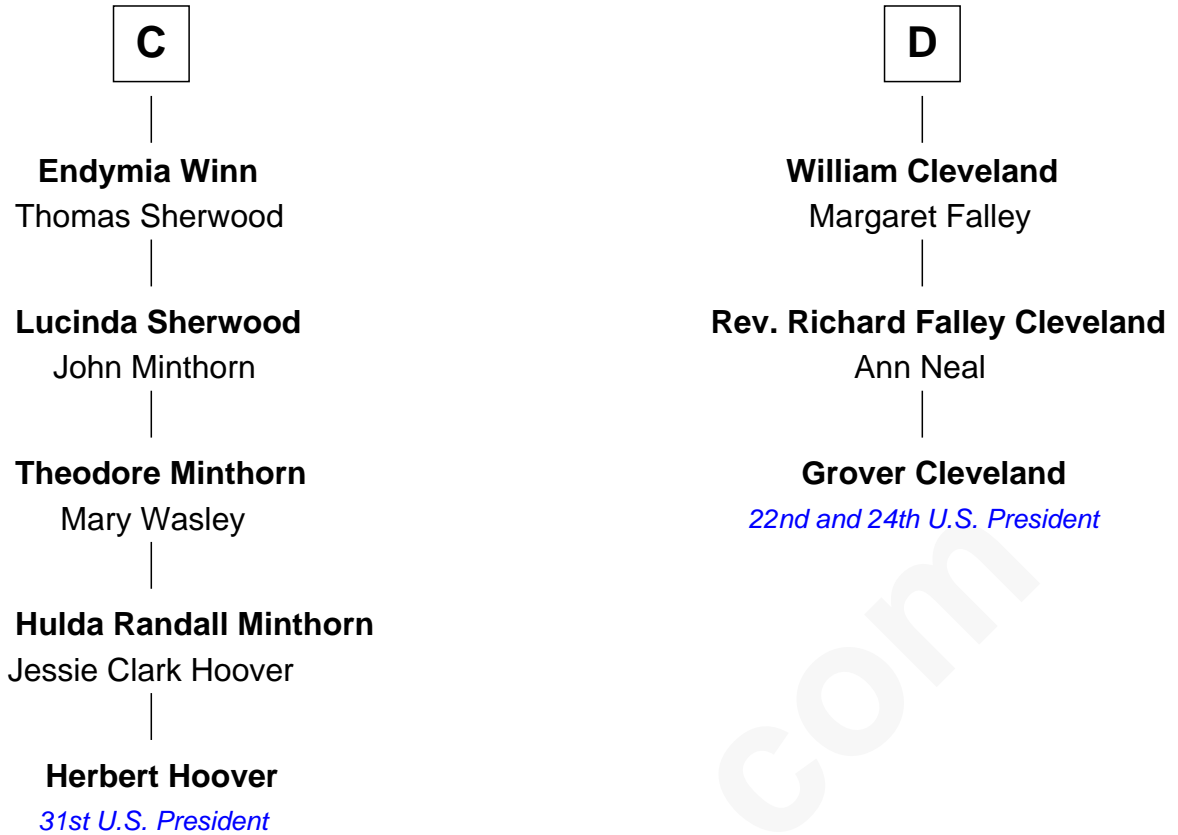 C
Endymia Winn
Thomas Sherwood
Lucinda Sherwood
John Minthorn
Theodore Minthorn
Mary Wasley
Hulda Randall Minthorn
Jessie Clark Hoover
Herbert Hoover
31st U.S. President
D
William Cleveland
Margaret Falley
Rev. Richard Falley Cleveland
Ann Neal
Grover Cleveland
22nd and 24th U.S. President
com